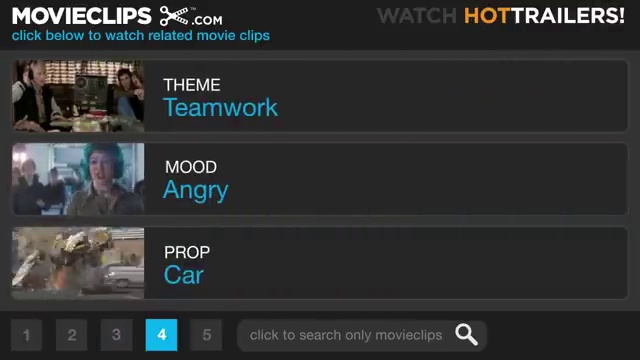 MOVIECLIPS.COM
WATCH HOTTRAILERS!
click below to watch related movie clips
THEME
Teamwork
MOOD
Angry
PROP
Car
1 2 3 4 5 click to search only movieclips